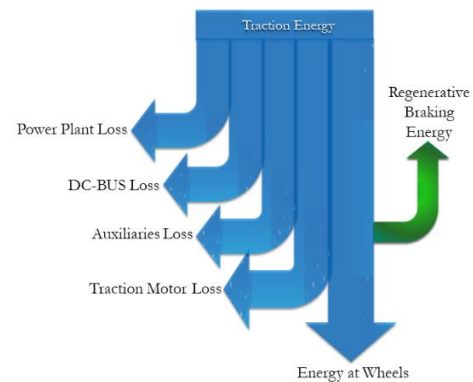 Traction Energy
Regenerative
Braking
Energy
Power Plant Loss
DC-BUS Loss
Auxiliaries Loss
Traction Motor Loss
Energy at Wheels